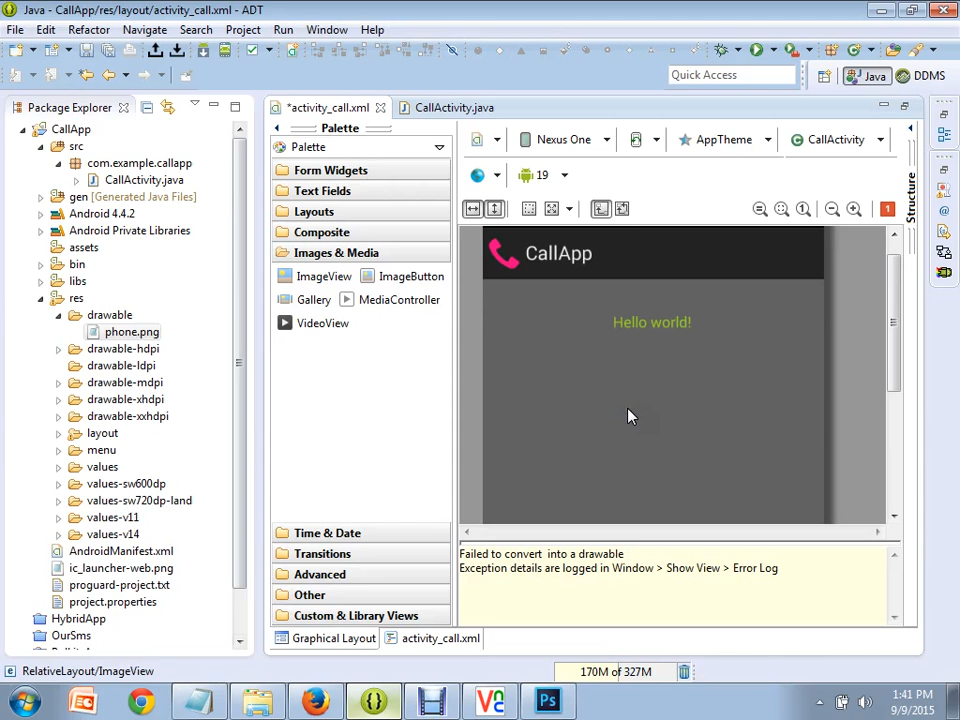 Java - CallApp/res/layout/activity_call.xml - ADT
File Edit Refactor Navigate Search Project Run Window Help
Quick Access
Java
DDMS
Package Explorer
*activity_call.xml
CallActivity.java
CallApp
src
com.example.callapp
CallActivity.java
gen [Generated Java Files]
Android 4.4.2
Android Private Libraries
assets
bin
libs
res
drawable
phone.png
drawable-hdpi
drawable-ldpi
drawable-mdpi
drawable-xhdpi
drawable-xxhdpi
layout
menu
values
values-sw600dp
values-sw720dp-land
values-v11
values-v14
AndroidManifest.xml
ic_launcher-web.png
proguard-project.txt
project.properties
HybridApp
OurSms
Palette
Palette
Form Widgets
Text Fields
Layouts
Composite
Images & Media
ImageView ImageButton
Gallery MediaController
VideoView
Time & Date
Transitions
Advanced
Other
Custom & Library Views
Graphical Layout
activity_call.xml
Nexus One
AppTheme
CallActivity
19
1
Structure
CallApp
Hello world!
Failed to convert into a drawable
Exception details are logged in Window > Show View > Error Log
RelativeLayout/ImageView
170M of 327M
Ps
1:41 PM
9/9/2015